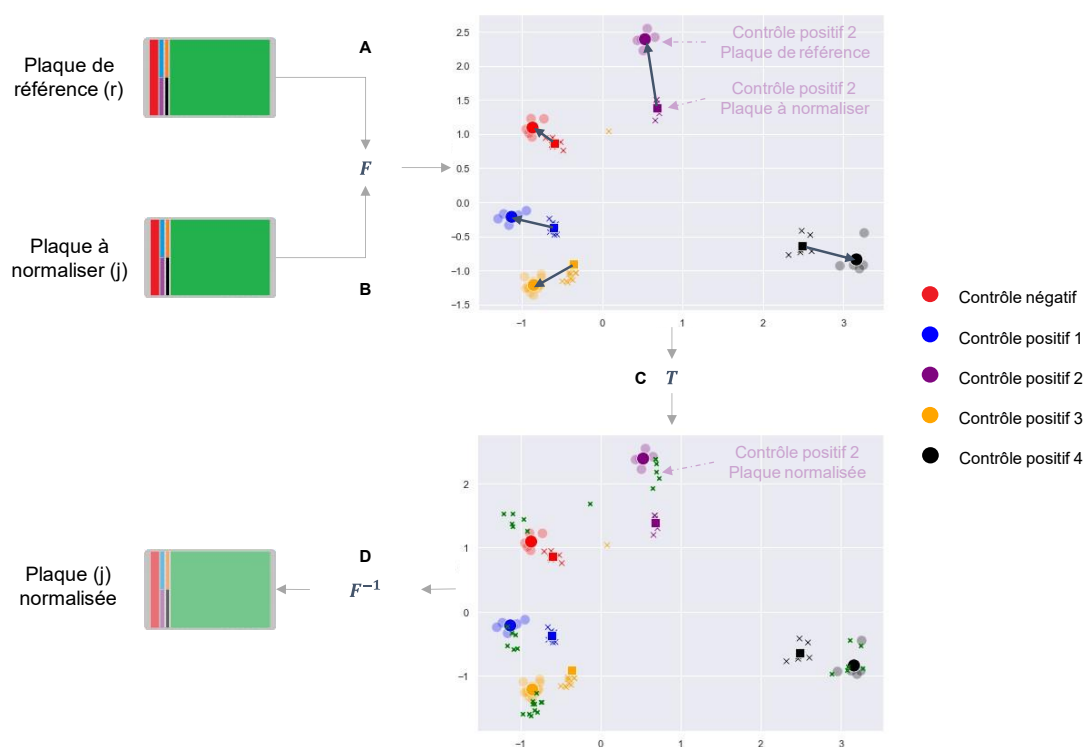 Plaque de
référence (r)
A
F
Plaque à
normaliser (j)
B
2.5
2.0
1.5
1.0
0.5
0.0
−0.5
−1.0
−1.5
−1
0
1
2
3
Contrôle positif 2
Plaque de référence
Contrôle positif 2
Plaque à normaliser
C
T
Contrôle négatif
Contrôle positif 1
Contrôle positif 2
Contrôle positif 3
Contrôle positif 4
2
1
0
−1
−1
0
1
2
3
Contrôle positif 2
Plaque normalisée
D
F⁻¹
Plaque (j)
normalisée